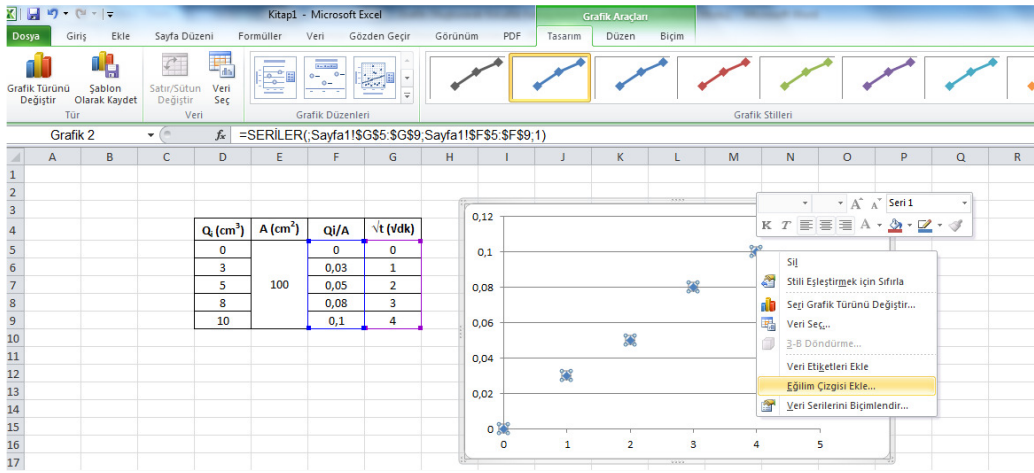 Kitap1 - Microsoft Excel
Grafik Araçları
Dosya Giriş Ekle Sayfa Düzeni Formüller Veri Gözden Geçir Görünüm PDF Tasarım Düzen Biçim
Grafik Türünü Değiştir
Şablon Olarak Kaydet
Satır/Sütun Değiştir
Veri Seç
Tür Veri Grafik Düzenleri Grafik Stilleri
Grafik 2 fx =SERİLER(;Sayfa1!$G$5:$G$9;Sayfa1!$F$5:$F$9;1)
A B C D E F G H I J K L M N O P Q R
1
2
3
4 Qi (cm³) A (cm²) Qi/A √t (√dk)
5 0 0 0
6 3 0,03 1
7 5 100 0,05 2
8 8 0,08 3
9 10 0,1 4
10
11
12
13
14
15
16
17
0,12
0,1
0,08
0,06
0,04
0,02
0
0 1 2 3 4 5
A A Seri 1
K T A
Sil
Stili Eşleştirmek için Sıfırla
Seri Grafik Türünü Değiştir...
Veri Seç...
3-B Döndürme...
Veri Etiketleri Ekle
Eğilim Çizgisi Ekle...
Veri Serilerini Biçimlendir...